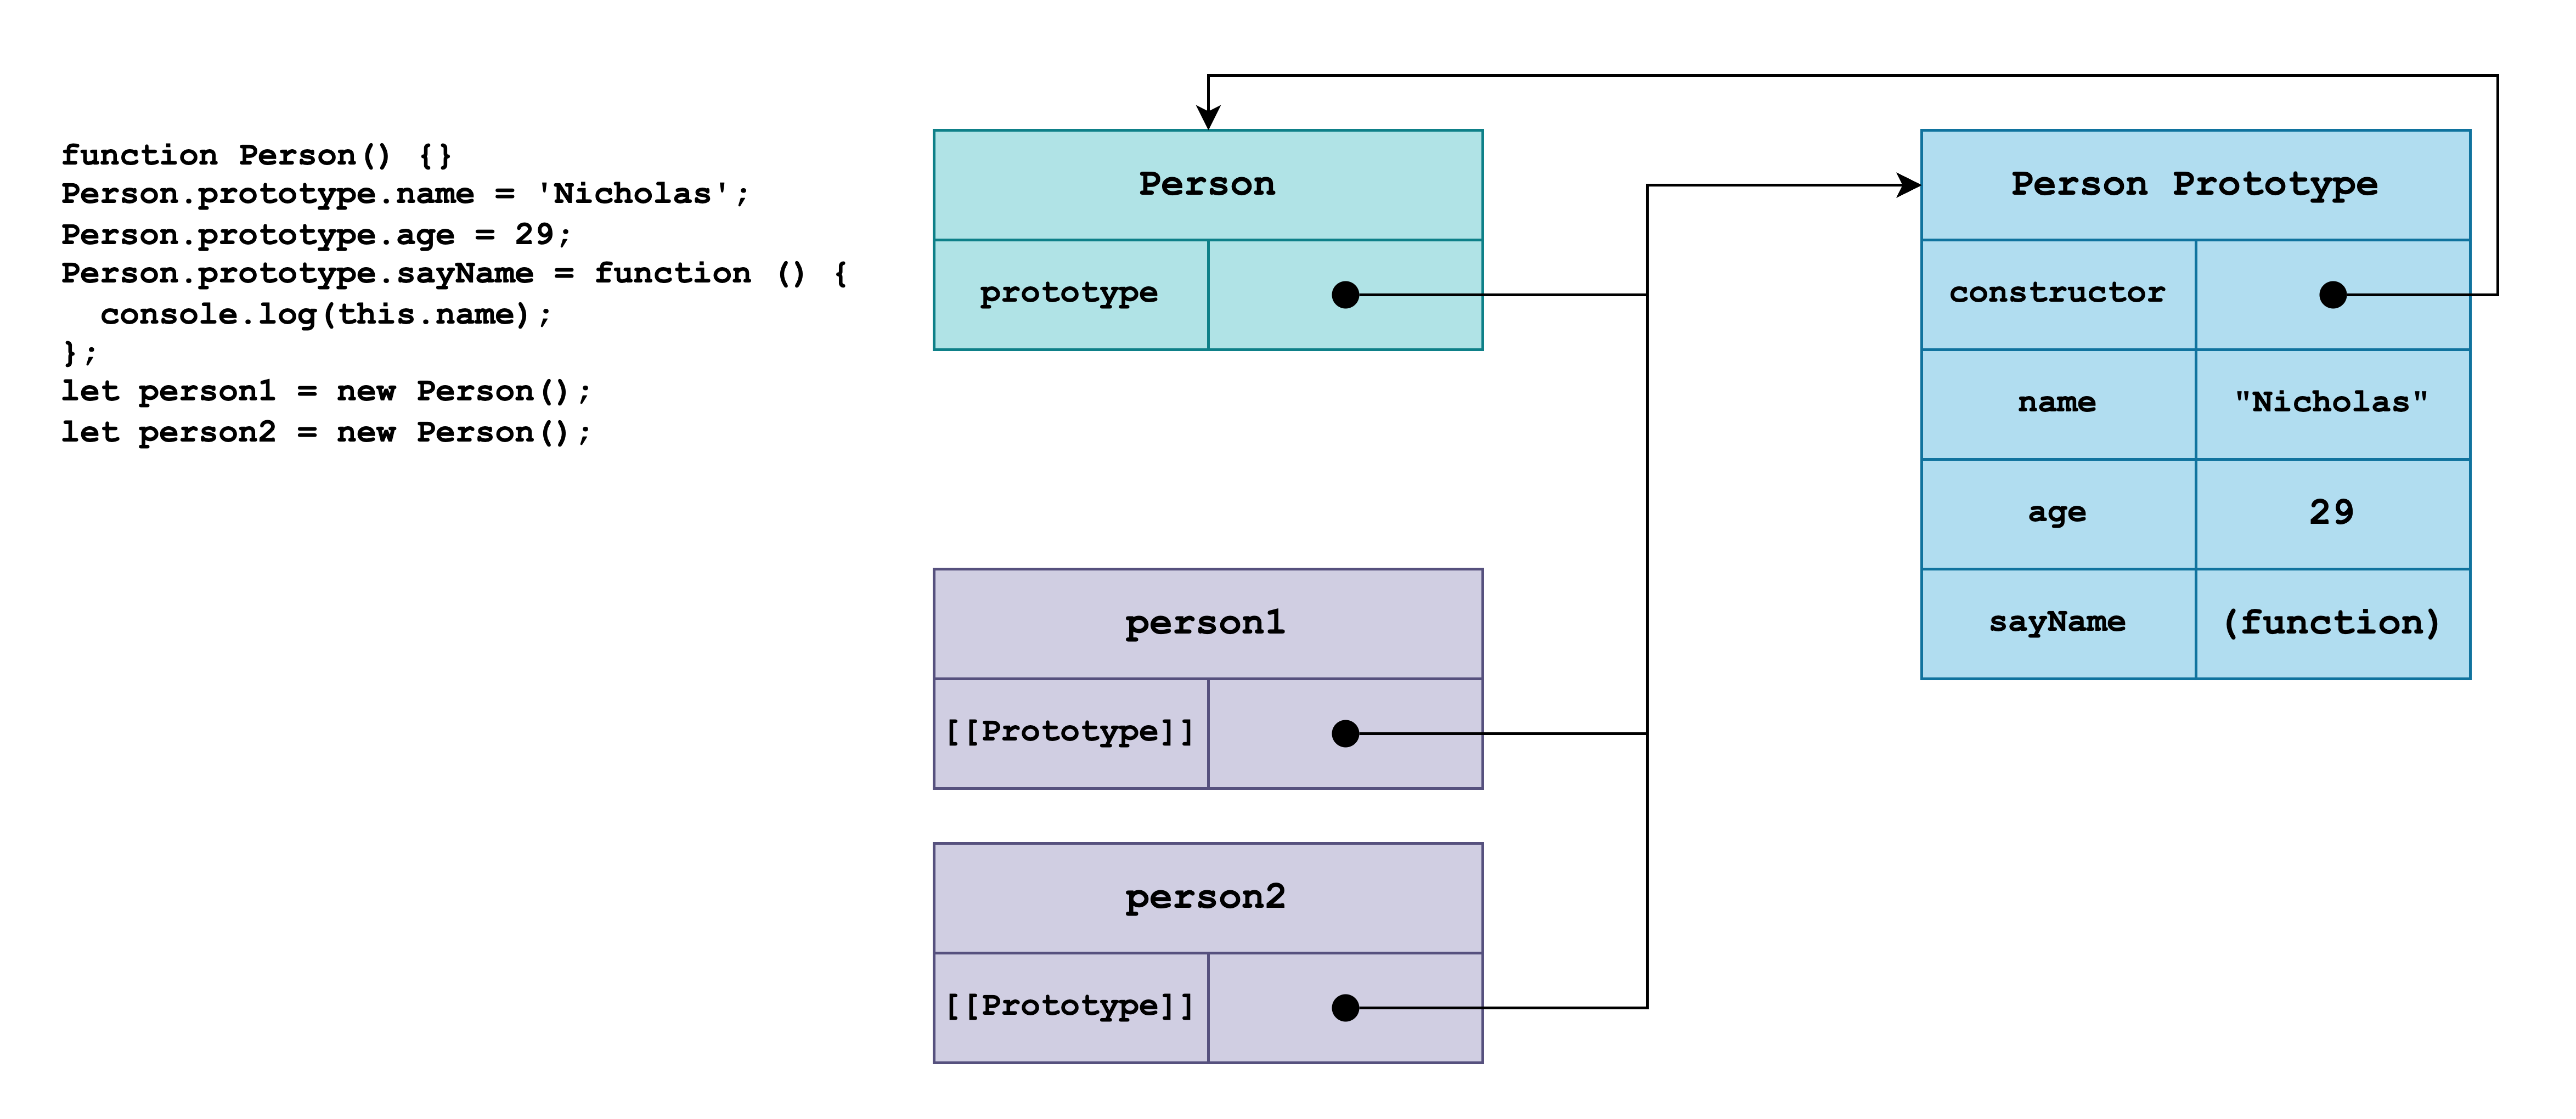 function Person() {}
Person.prototype.name = 'Nicholas';
Person.prototype.age = 29;
Person.prototype.sayName = function () {
  console.log(this.name);
};
let person1 = new Person();
let person2 = new Person();
Person
prototype
Person Prototype
constructor
name "Nicholas"
age 29
sayName (function)
person1
[[Prototype]]
person2
[[Prototype]]